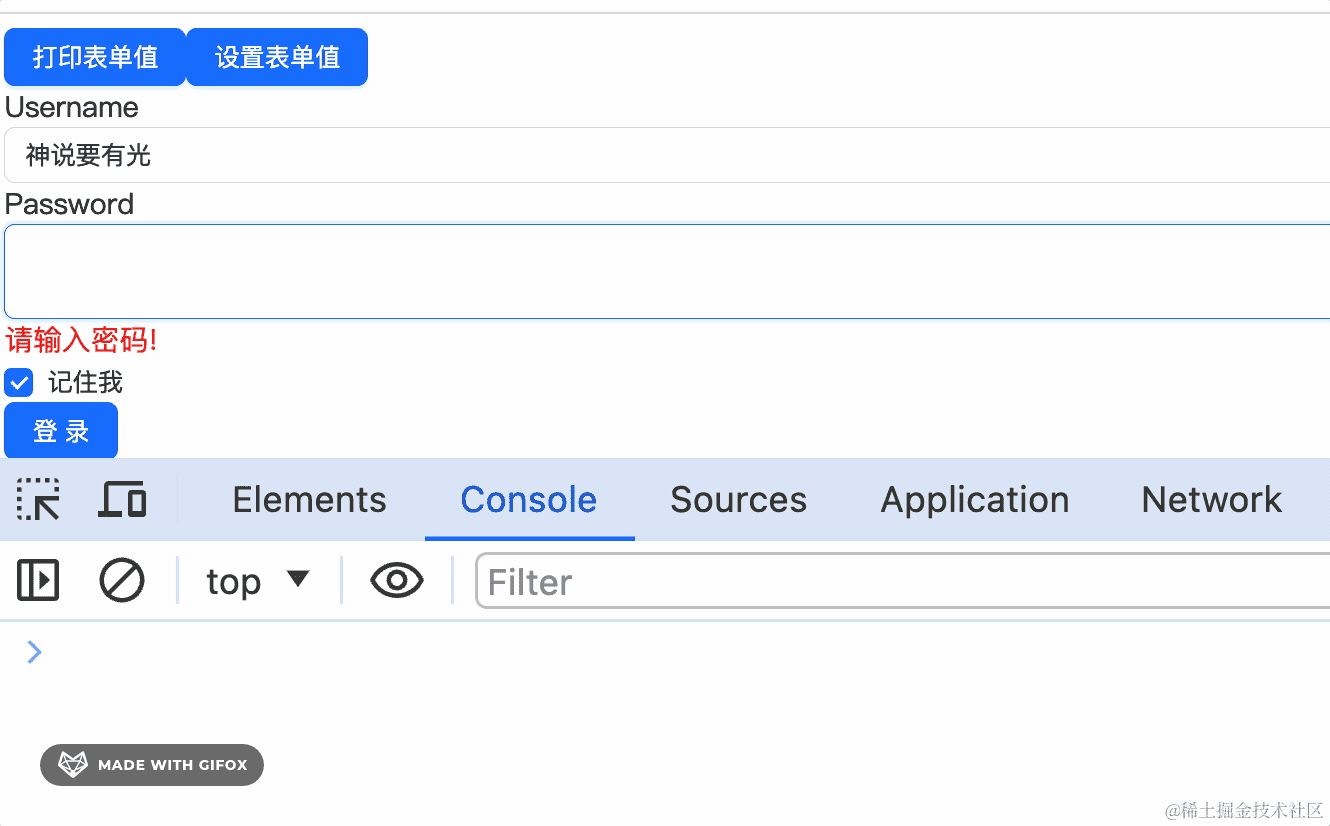 打印表单值 设置表单值
Username
神说要有光
Password
请输入密码!
记住我
登 录
Elements Console Sources Application Network
top Filter
MADE WITH GIFOX
@稀土掘金技术社区